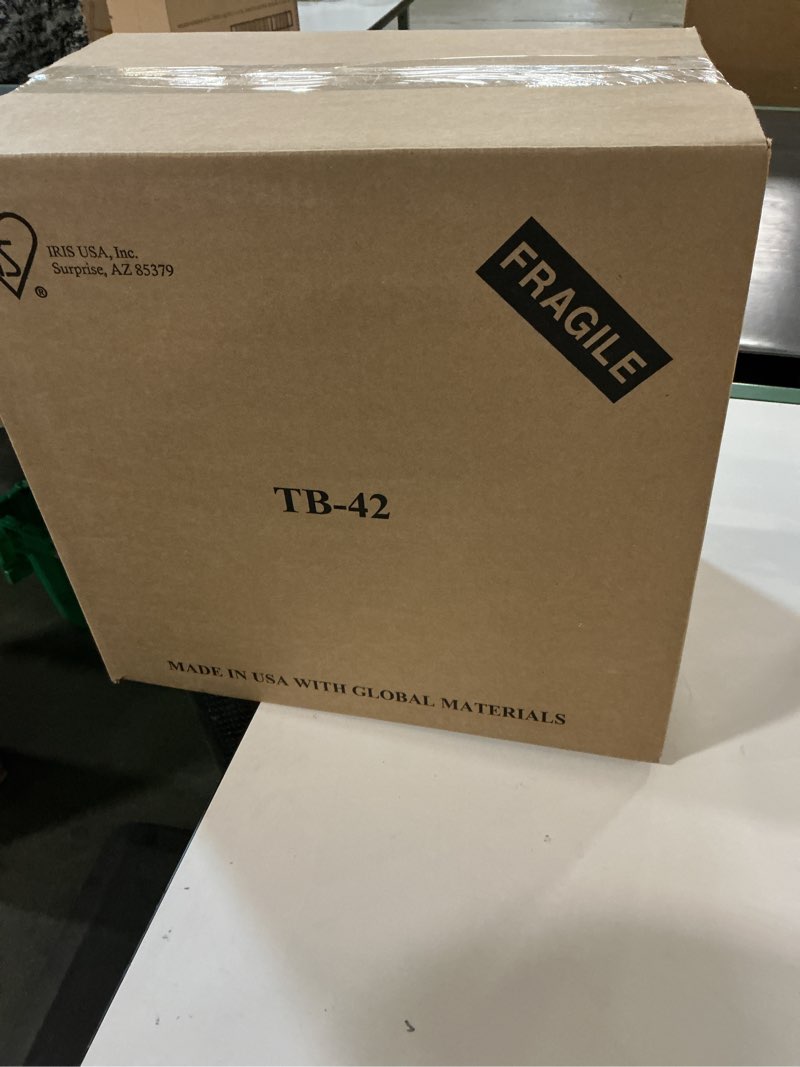 IRIS USA, Inc.
Surprise, AZ 85379
®
FRAGILE
TB-42
MADE IN USA WITH GLOBAL MATERIALS